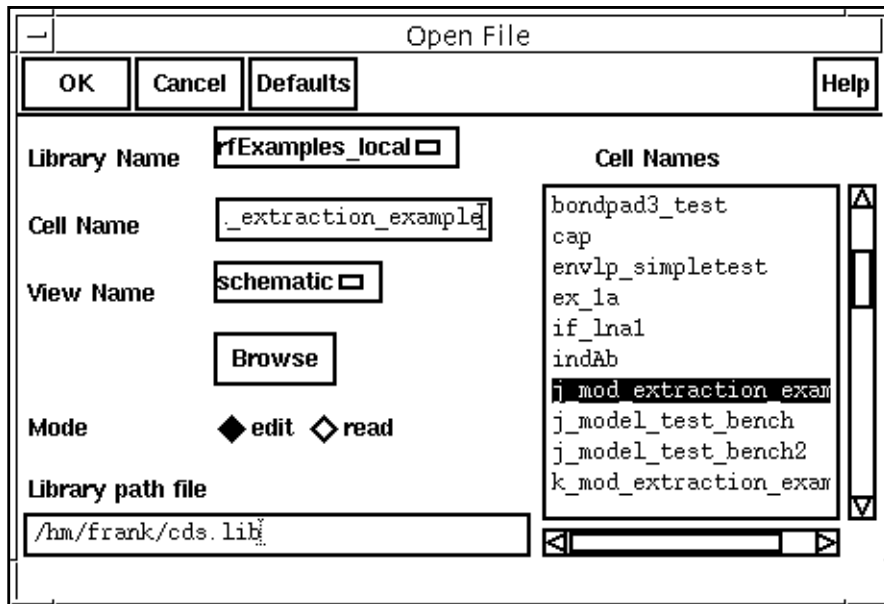 Open File
OK Cancel Defaults Help
Library Name rfExamples_local
Cell Name ._extraction_example
View Name schematic
Browse
Mode edit read
Library path file
/hm/frank/cds.lib
Cell Names
bondpad3_test
cap
envlp_simpletest
ex_1a
if_lna1
indAb
j_mod_extraction_exam
j_model_test_bench
j_model_test_bench2
k_mod_extraction_exam